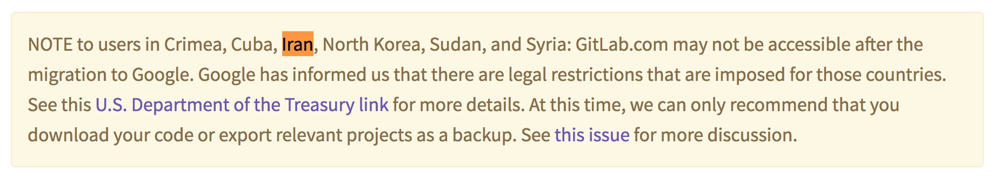 NOTE to users in Crimea, Cuba, Iran, North Korea, Sudan, and Syria: GitLab.com may not be accessible after the
migration to Google. Google has informed us that there are legal restrictions that are imposed for those countries.
See this U.S. Department of the Treasury link for more details. At this time, we can only recommend that you
download your code or export relevant projects as a backup. See this issue for more discussion.